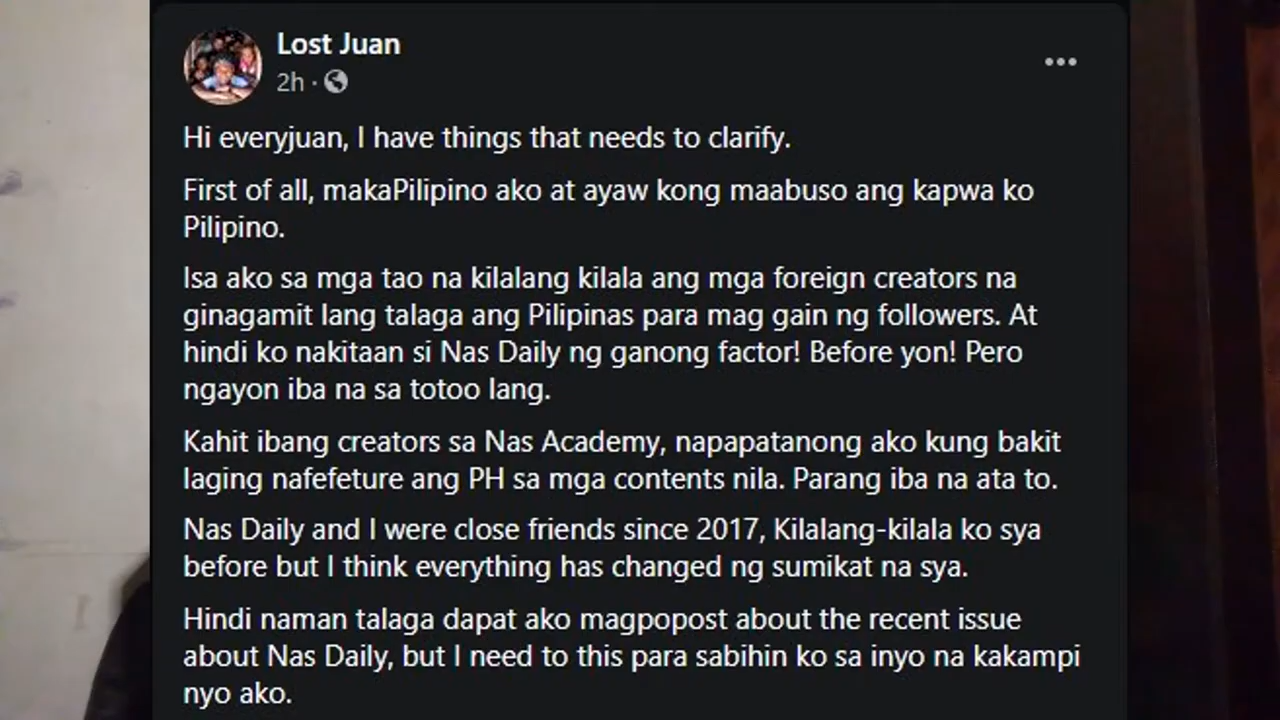 Lost Juan
2h ·
Hi everyjuan, I have things that needs to clarify.
First of all, makaPilipino ako at ayaw kong maabuso ang kapwa ko
Pilipino.
Isa ako sa mga tao na kilalang kilala ang mga foreign creators na
ginagamit lang talaga ang Pilipinas para mag gain ng followers. At
hindi ko nakitaan si Nas Daily ng ganong factor! Before yon! Pero
ngayon iba na sa totoo lang.
Kahit ibang creators sa Nas Academy, napapatanong ako kung bakit
laging nafefeture ang PH sa mga contents nila. Parang iba na ata to.
Nas Daily and I were close friends since 2017, Kilalang-kilala ko sya
before but I think everything has changed ng sumikat na sya.
Hindi naman talaga dapat ako magpopost about the recent issue
about Nas Daily, but I need to this para sabihin ko sa inyo na kakampi
nyo ako.